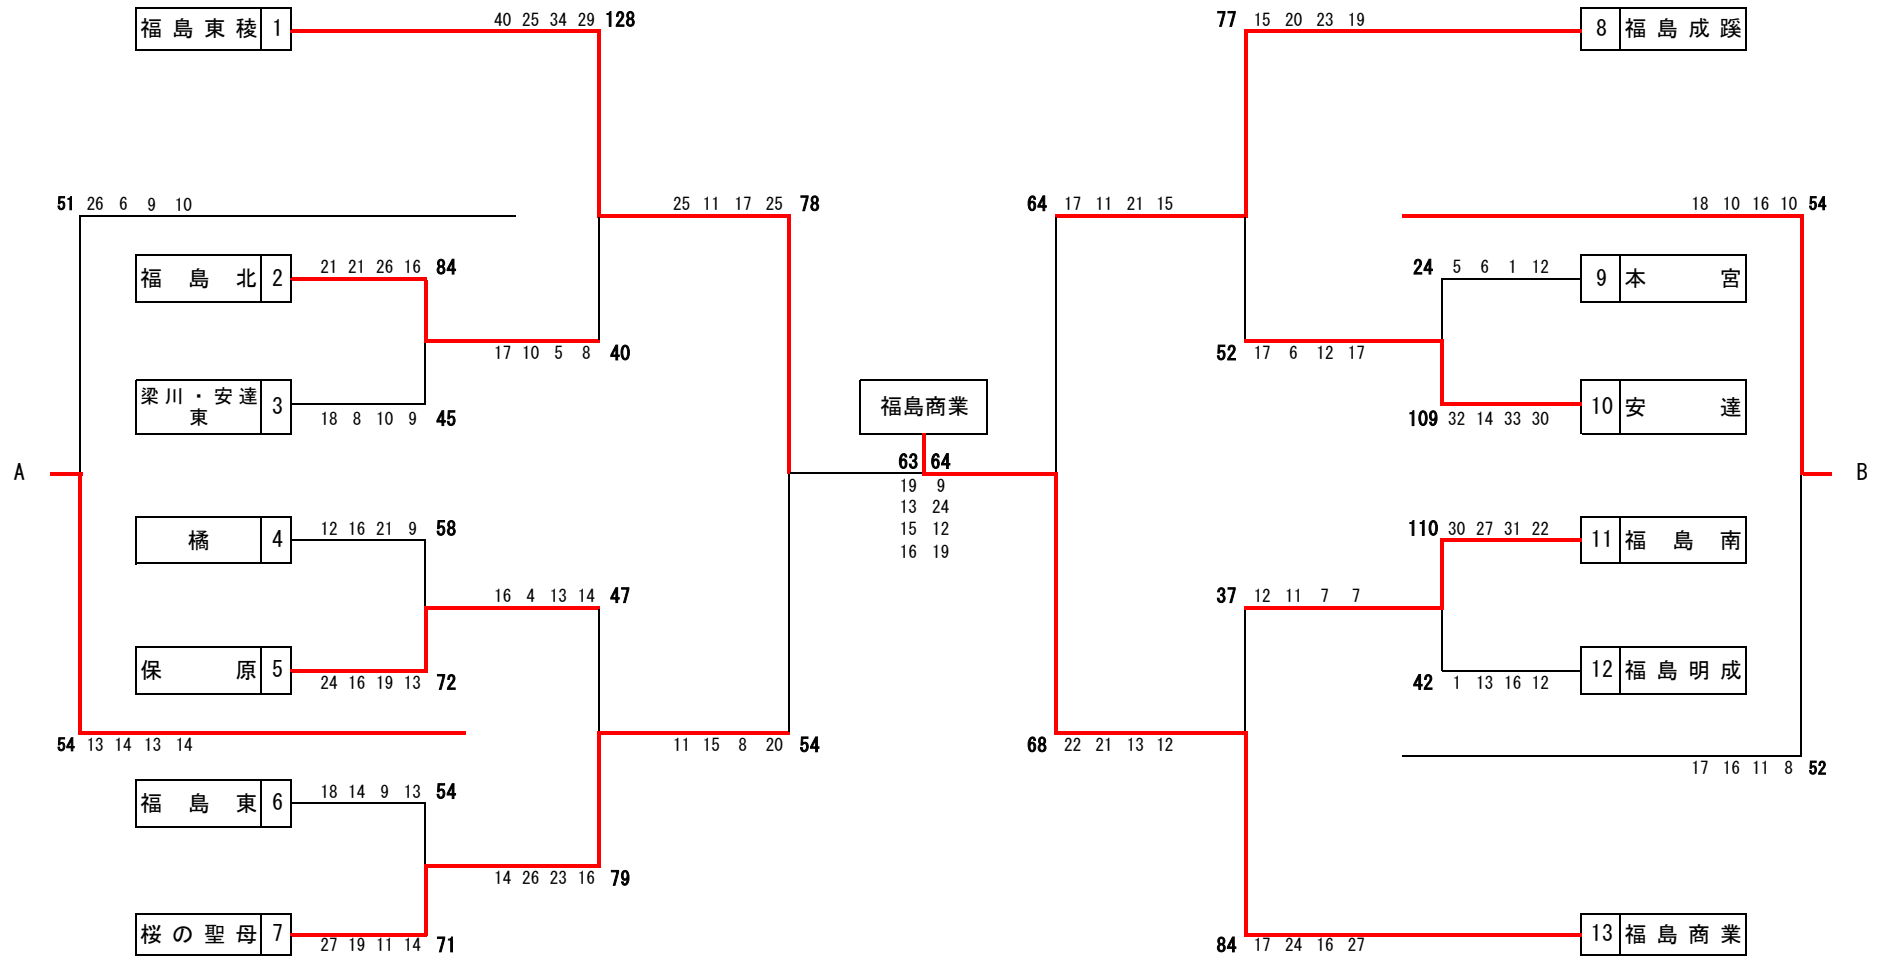 福島東稜 1 40 25 34 29 128
77 15 20 23 19 8 福島成蹊
51 26 6 9 10
25 11 17 25 78
64 17 11 21 15
18 10 16 10 54
福島北 2 21 21 26 16 84
24 5 6 1 12 9 本宮
17 10 5 8 40
52 17 6 12 17
梁川・安達東 3 18 8 10 9 45
福島商業
109 32 14 33 30 10 安達
A
63 64
19 9
13 24
15 12
16 19
B
橘 4 12 16 21 9 58
110 30 27 31 22 11 福島南
16 4 13 14 47
37 12 11 7 7
保原 5 24 16 19 13 72
42 1 13 16 12 12 福島明成
54 13 14 13 14
11 15 8 20 54
68 22 21 13 12
17 16 11 8 52
福島東 6 18 14 9 13 54
14 26 23 16 79
桜の聖母 7 27 19 11 14 71
84 17 24 16 27 13 福島商業